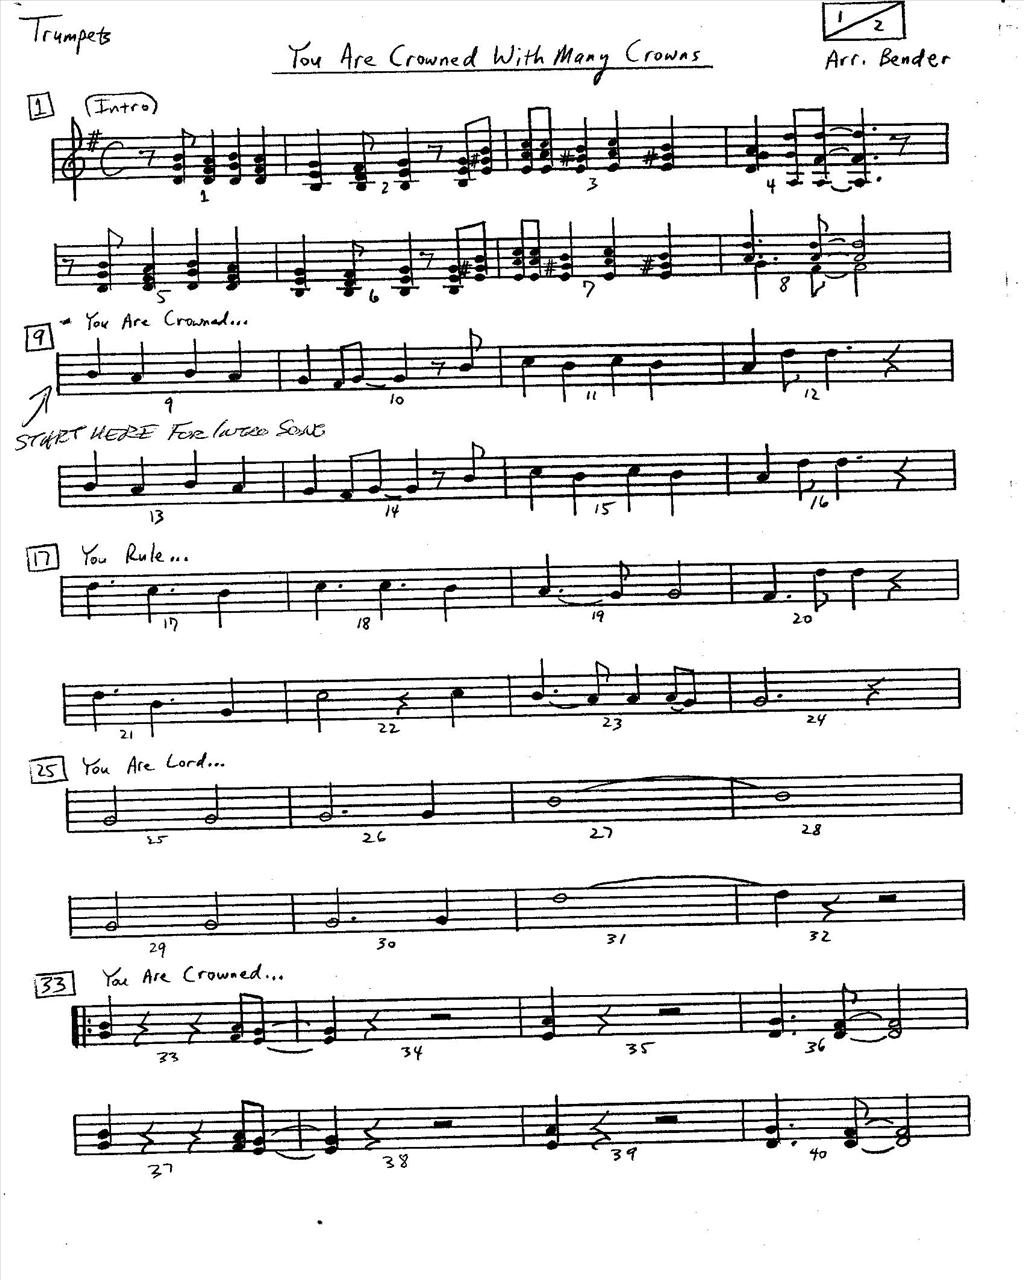 Trumpets
1/2
You Are Crowned With Many Crowns
Arr. Bender
1 (Intro)
1 2 3 4
5 6 7 8
9 You Are Crowned...
9 10 11 12
START HERE FOR INTRO SONG
13 14 15 16
17 You Rule...
17 18 19 20
21 22 23 24
25 You Are Lord...
25 26 27 28
29 30 31 32
33 You Are Crowned...
33 34 35 36
37 38 39 40